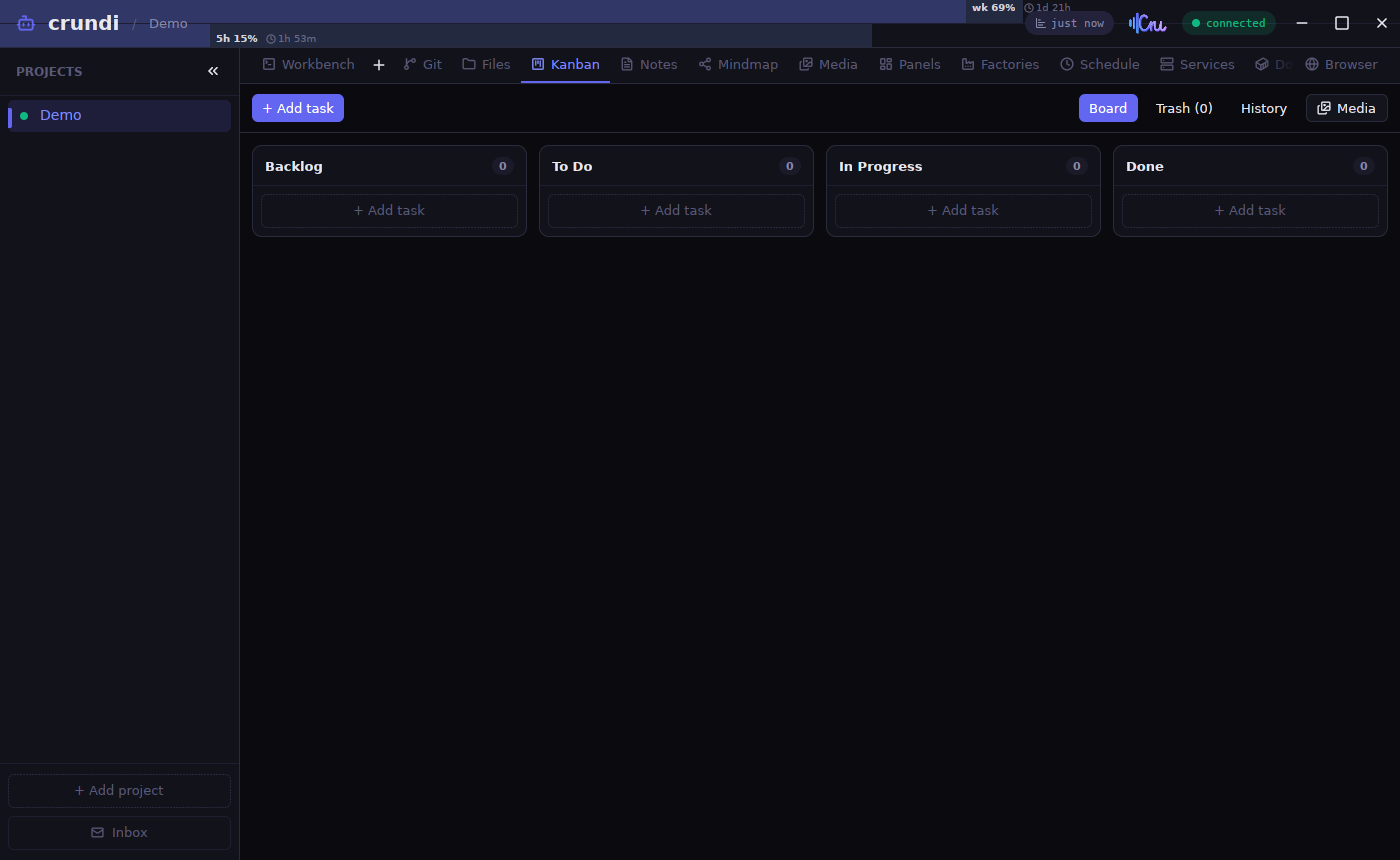 wk 69% 1d 21h
crundi / Demo
just now
connected
5h 15% 1h 53m
PROJECTS
Workbench + Git Files Kanban Notes Mindmap Media Panels Factories Schedule Services Do Browser
Demo
+ Add task
Board Trash (0) History Media
Backlog 0
To Do 0
In Progress 0
Done 0
+ Add task
+ Add task
+ Add task
+ Add task
+ Add project
Inbox